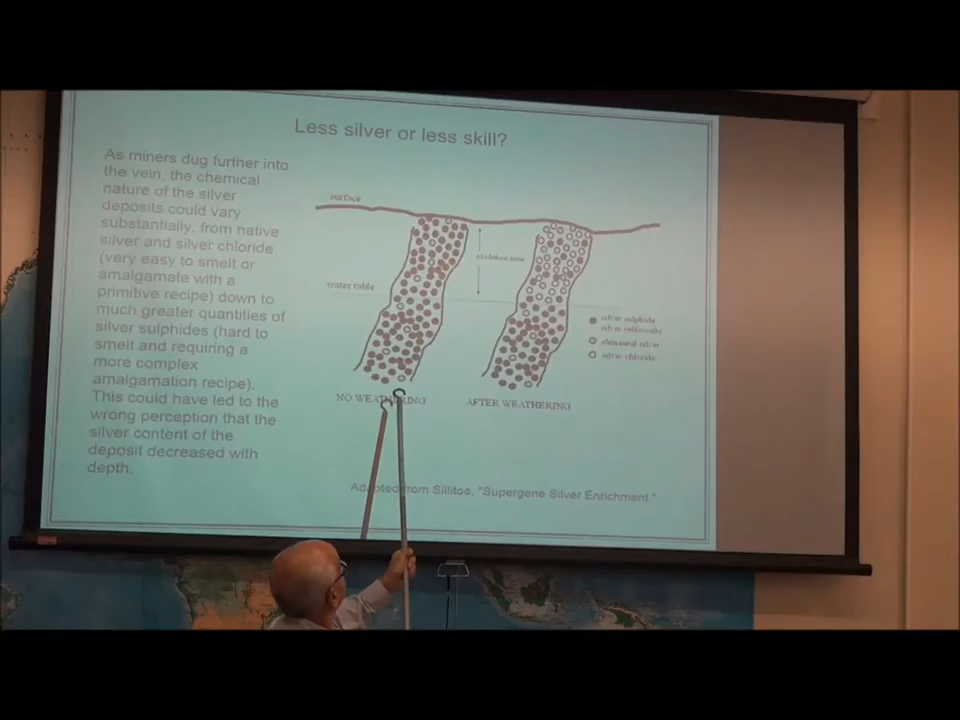 Less silver or less skill?
As miners dug further into
the vein, the chemical
nature of the silver
deposits could vary
substantially, from native
silver and silver chloride
(very easy to smelt or
amalgamate with a
primitive recipe) down to
much greater quantities of
silver sulphides (hard to
smelt and requiring a
more complex
amalgamation recipe).
This could have led to the
wrong perception that the
silver content of the
deposit decreased with
depth.
surface
oxidation zone
water table
silver sulphide
silver sulfosalts
elemental silver
silver chloride
NO WEATHERING
AFTER WEATHERING
Adapted from Sillitoe, "Supergene Silver Enrichment."